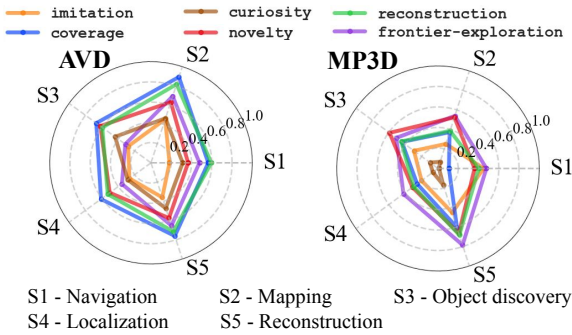 imitation curiosity reconstruction
coverage novelty frontier-exploration
AVD S2 MP3D S2
S3 S3
0.2 0.4 0.6 0.8 1.0 S1 0.2 0.4 0.6 0.8 1.0 S1
S4 S4
S5 S5
S1 - Navigation S2 - Mapping S3 - Object discovery
S4 - Localization S5 - Reconstruction